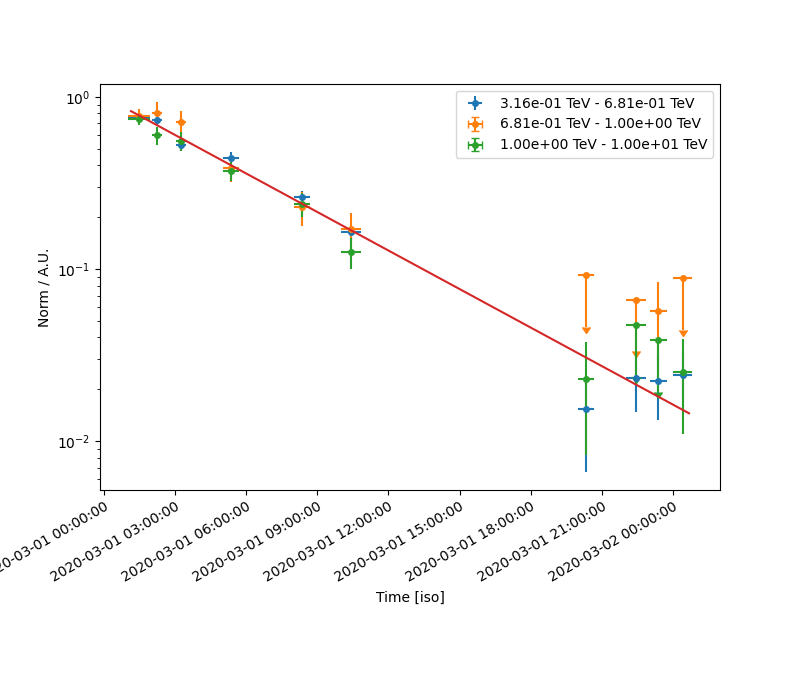 3.16e-01 TeV - 6.81e-01 TeV
6.81e-01 TeV - 1.00e+00 TeV
1.00e+00 TeV - 1.00e+01 TeV
10⁰
10⁻¹
10⁻²
Norm / A.U.
20-03-01 00:00:00
2020-03-01 03:00:00
2020-03-01 06:00:00
2020-03-01 09:00:00
2020-03-01 12:00:00
2020-03-01 15:00:00
2020-03-01 18:00:00
2020-03-01 21:00:00
2020-03-02 00:00:00
Time [iso]